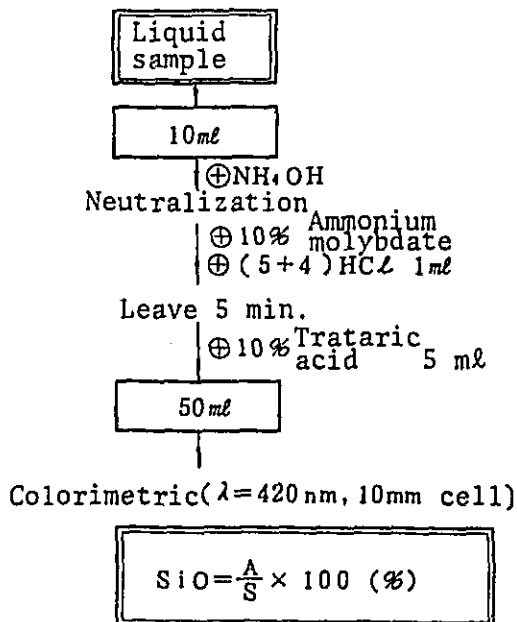 Liquid
sample
10mℓ
⊕NH₄OH
Neutralization
⊕10% Ammonium
molybdate
⊕(5+4)HCℓ 1mℓ
Leave 5 min.
⊕10% Trataric
acid 5 mℓ
50mℓ
Colorimetric(λ=420nm, 10mm cell)
SiO=A/S × 100 (%)